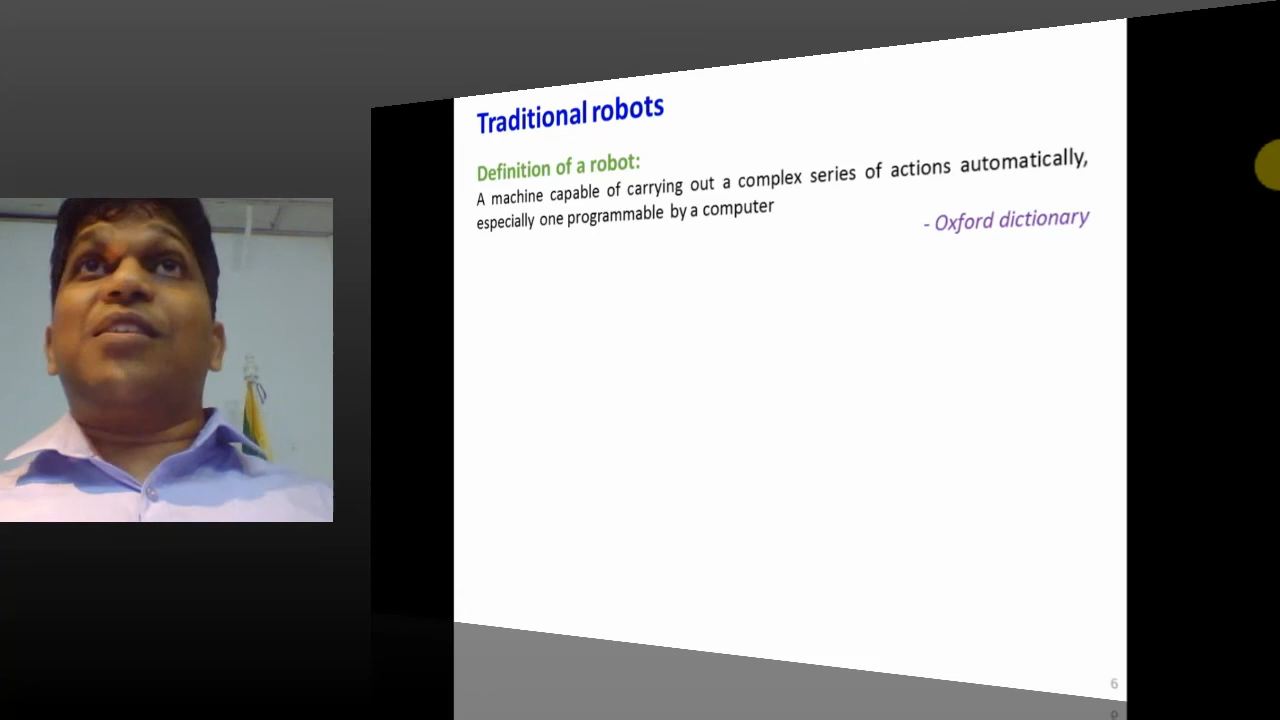 Traditional robots
Definition of a robot:
A machine capable of carrying out a complex series of actions automatically,
especially one programmable by a computer
- Oxford dictionary
6